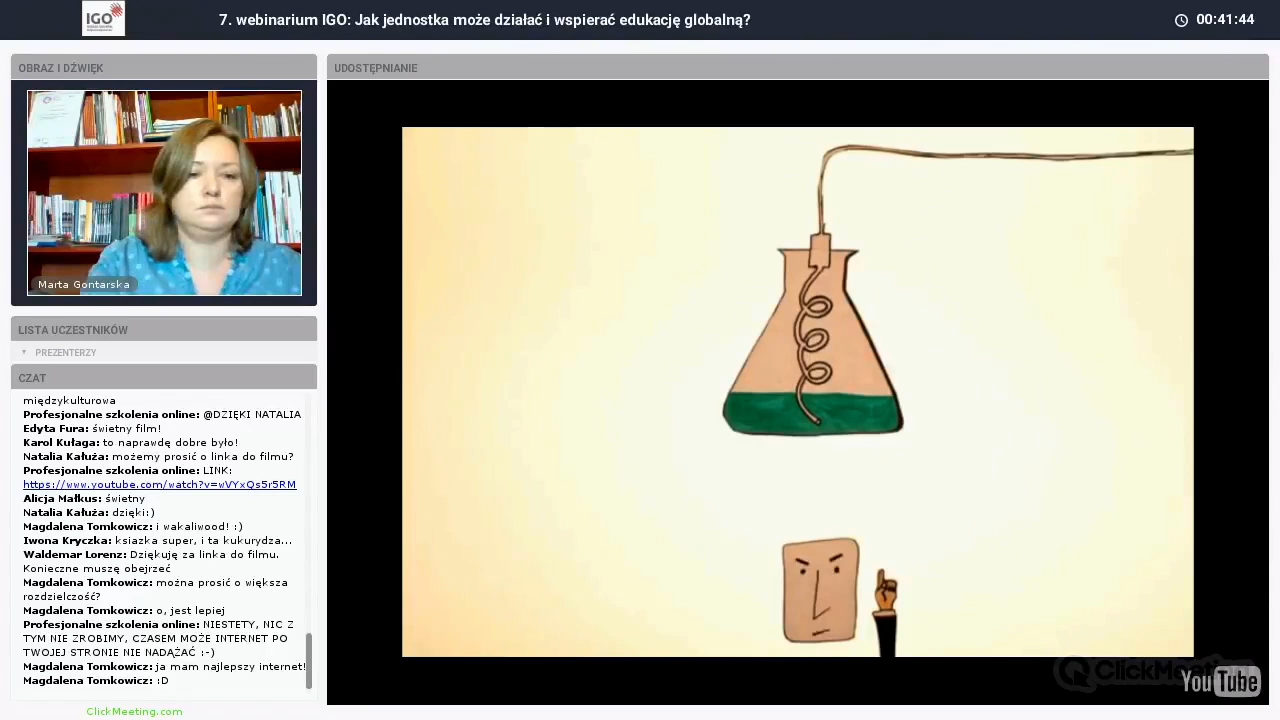 IGO
7. webinarium IGO: Jak jednostka może działać i wspierać edukację globalną?
00:41:44
OBRAZ I DŹWIĘK
Marta Gontarska
LISTA UCZESTNIKÓW
PREZENTERZY
CZAT
międzykulturowa
Profesjonalne szkolenia online: @DZIĘKI NATALIA
Edyta Fura: świetny film!
Karol Kułaga: to naprawdę dobre było!
Natalia Kałuża: możemy prosić o linka do filmu?
Profesjonalne szkolenia online: LINK:
https://www.youtube.com/watch?v=wVYxQs5r5RM
Alicja Małkus: świetny
Natalia Kałuża: dzięki:)
Magdalena Tomkowicz: i wakaliwood! :)
Iwona Kryczka: ksiazka super, i ta kukurydza...
Waldemar Lorenz: Dziękuję za linka do filmu.
Konieczne muszę obejrzeć
Magdalena Tomkowicz: można prosić o większa
rozdzielczość?
Magdalena Tomkowicz: o, jest lepiej
Profesjonalne szkolenia online: NIESTETY, NIC Z
TYM NIE ZROBIMY, CZASEM MOŻE INTERNET PO
TWOJEJ STRONIE NIE NADĄŻAĆ :-)
Magdalena Tomkowicz: ja mam najlepszy internet!
Magdalena Tomkowicz: :D
ClickMeeting.com
UDOSTĘPNIANIE
YouTube